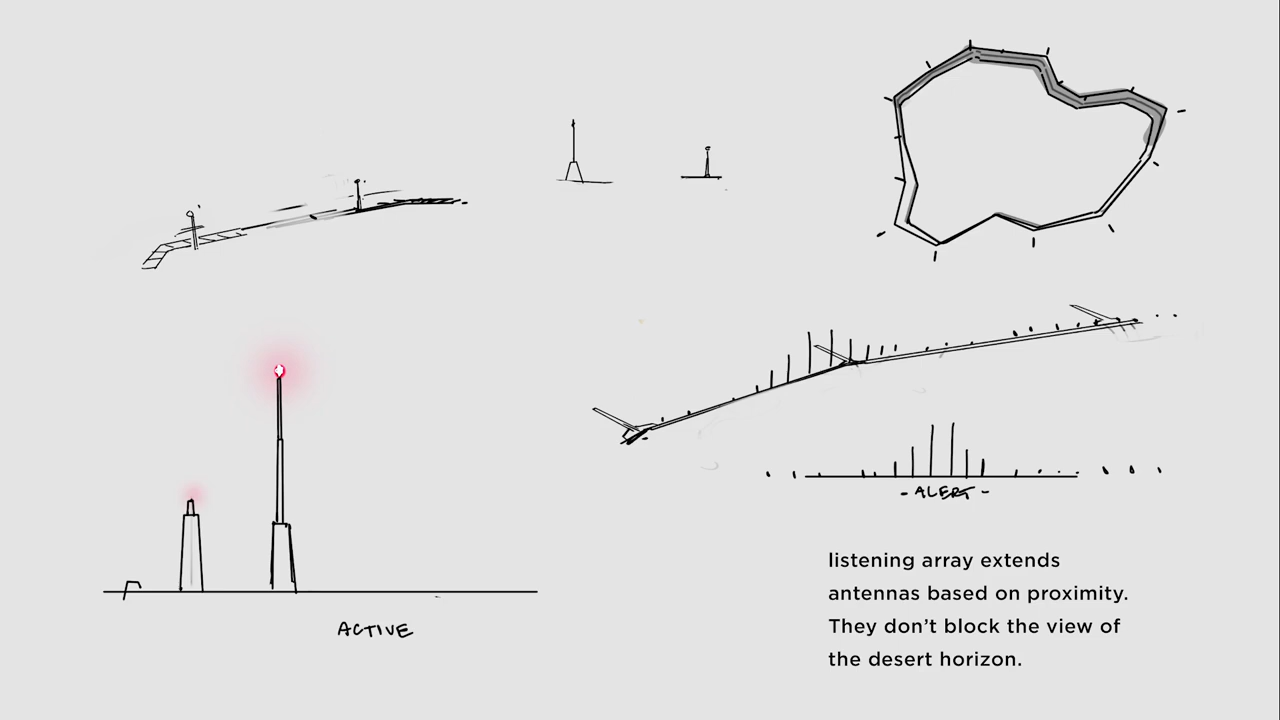 ACTIVE
- ALERT -
listening array extends
antennas based on proximity.
They don't block the view of
the desert horizon.